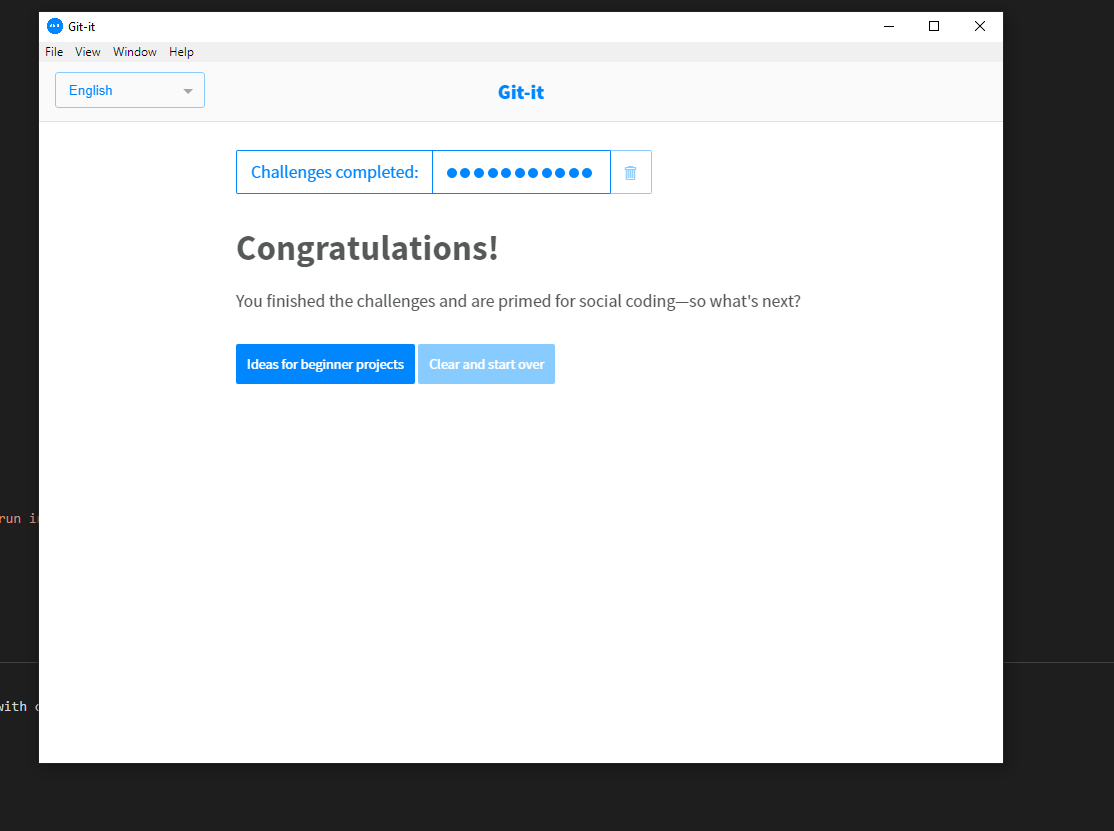 Git-it
File View Window Help
English
Git-it
Challenges completed:
Congratulations!
You finished the challenges and are primed for social coding—so what's next?
Ideas for beginner projects Clear and start over
run
with